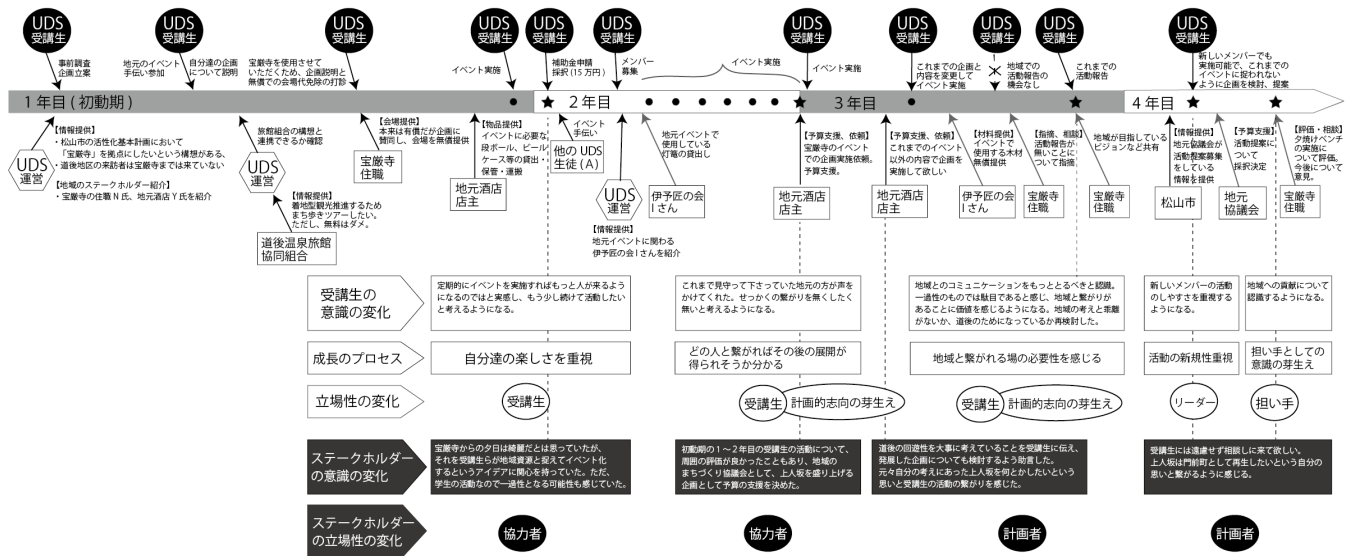 UDS
受講生
UDS
受講生
UDS
受講生
UDS
受講生
UDS
受講生
UDS
受講生
UDS
受講生
UDS
受講生
UDS
受講生
UDS
受講生
UDS
受講生
事前調査
企画立案
地元のイベント
手伝い参加
自分達の企画
について説明
宝厳寺を使用させて
いただくため、企画説明と
無償での会場代免除の打診
イベント実施
補助金申請
採択(15万円)
メンバー
募集
イベント実施
イベント実施
これまでの企画と
内容を変更して
イベント実施
地域での
活動報告の
機会なし
これまでの
活動報告
新しいメンバーでも
実施可能で、これまでの
イベントに捉われない
ように企画を検討、提案
1年目(初動期)
2年目
3年目
4年目
UDS
運営
【情報提供】
・松山市の活性化基本計画において
「宝厳寺」を拠点にしたいという構想がある、
・道後地区の来訪者は宝厳寺までは来ていない
【地域のステークホルダー紹介】
・宝厳寺の住職N氏、地元酒店Y氏を紹介
旅館組合の構想と
連携できるか確認
UDS
運営
【情報提供】
着地型観光推進するため
まち歩きツアーしたい。
ただし、無料はダメ。
道後温泉旅館
協同組合
【会場提供】
本来は有償だが企画に
賛同し、会場を無償提供
宝厳寺
住職
【物品提供】
イベントに必要な
段ボール、ビール
ケース等の貸出・
保管・運搬
地元酒店
店主
イベント
手伝い
他のUDS
生徒(A)
UDS
運営
【情報提供】
地元イベントに関わる
伊予匠の会Iさんを紹介
地元イベントで
使用している
灯篭の貸出し
伊予匠の会
Iさん
【予算支援、依頼】
宝厳寺のイベント
での企画実施依頼。
予算支援。
地元酒店
店主
【予算支援、依頼】
これまでのイベント
以外の内容で企画を
実施して欲しい
地元酒店
店主
【材料提供】
イベントで
使用する木材
無償提供
伊予匠の会
Iさん
【指摘、相談】
活動報告が
無いことに
ついて指摘
宝厳寺
住職
地域が目指している
ビジョンなど共有
宝厳寺
住職
【情報提供】
地元協議会が
活動提案募集
をしている
情報を提供
松山市
【予算支援】
活動提案に
ついて
採択決定
地元
協議会
【評価・相談】
夕焼けベンチ
の実施に
ついて評価。
今後について
意見。
宝厳寺
住職
受講生の
意識の変化
定期的にイベントを実施すればもっと人が来るように
なるのではと実感し、もう少し続けて活動したい
と考えるようになる。
これまで見守って下さっていた地元の方が声を
かけてくれた。せっかくの繋がりを無くしたく
無いと考えるようになる。
地域とのコミュニケーションをもっととるべきと認識。
一過性のものでは駄目であると感じ、地域と繋がりが
あることに価値を感じるようになる。地域の考えと乖離
がないか、道後のためになっているか再検討した。
新しいメンバーの活動
のしやすさを重視する
ようになる。
地域への貢献について
認識するようになる。
成長のプロセス
自分達の楽しさを重視
どの人と繋がればその後の展開が
得られそうか分かる
地域と繋がれる場の必要性を感じる
活動の新規性重視
担い手としての
意識の芽生え
立場性の変化
受講生
受講生
計画的志向の芽生え
受講生
計画的志向の芽生え
リーダー
担い手
ステークホルダー
の意識の変化
宝厳寺からの夕日は綺麗だとは思っていたが、
それを受講生らが地域資源と捉えてイベント化
するというアイデアに関心を持っていた。ただ、
学生の活動なので一過性となる可能性も感じていた。
初動期の1〜2年目の受講生の活動について、
周囲の評価が良かったこともあり、地域の
まちづくり協議会として、上人坂を盛り上げる
企画として予算の支援を決めた。
道後の回遊性を大事に考えていることを受講生に伝え、
発展した企画についても検討するよう助言した。
元々自分の考えにあった上人坂を何とかしたいという
思いと受講生の活動の繋がりを感じた。
受講生には遠慮せず相談しに来て欲しい。
上人坂は門前町として再生したいという自分の
思いと繋がるように感じる。
ステークホルダー
の立場性の変化
協力者
協力者
計画者
計画者